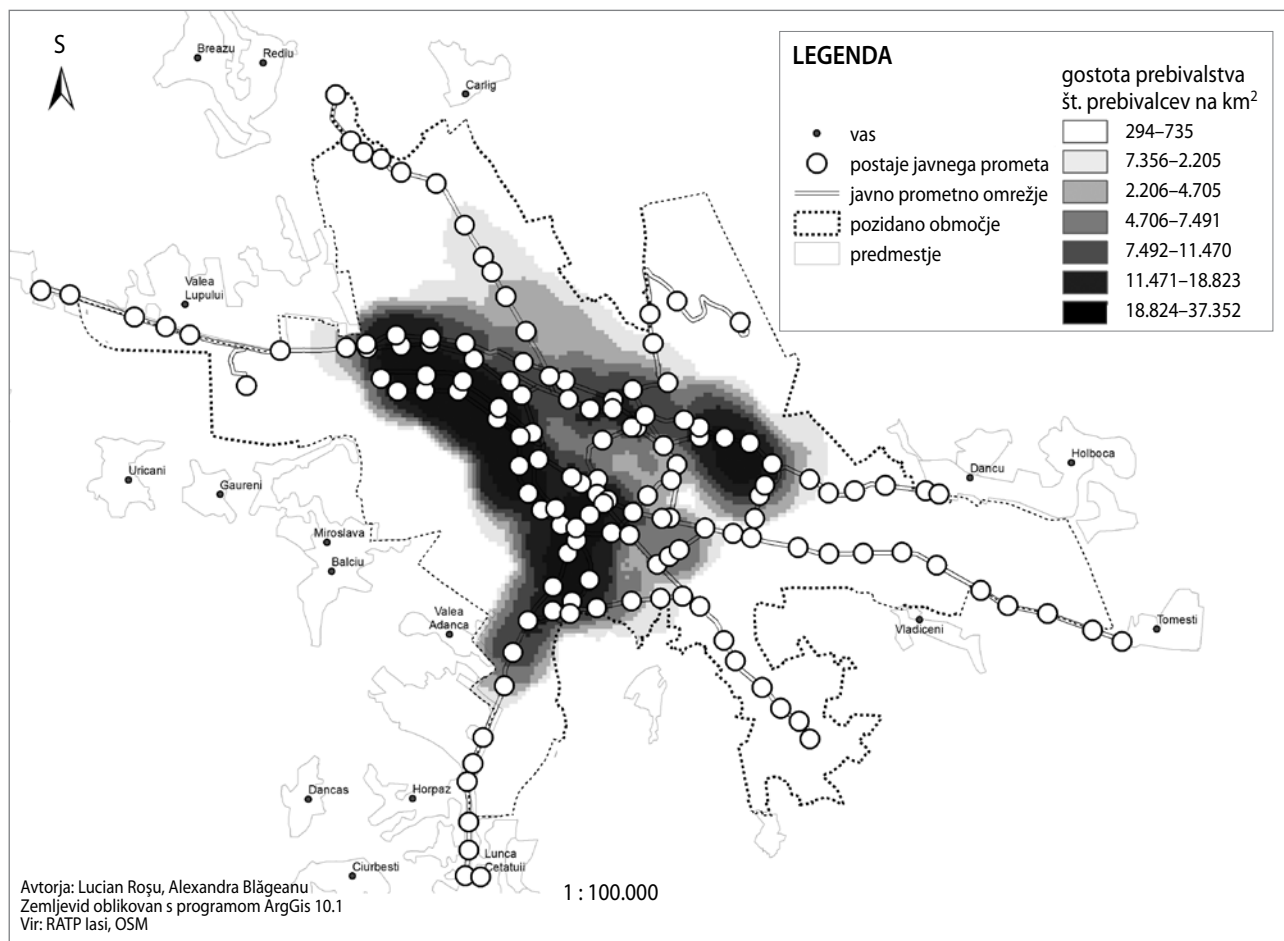 S
Breazu
Rediu
Carlig
Valea
Lupului
Uricani
Gaureni
Miroslava
Balciu
Valea
Adanca
Dancu
Holboca
Vladiceni
Tomesti
Dancas
Horpaz
Ciurbesti
Lunca
Cetatuii
LEGENDA
vas
postaje javnega prometa
javno prometno omrežje
pozidano območje
predmestje
gostota prebivalstva
št. prebivalcev na km²
294–735
7.356–2.205
2.206–4.705
4.706–7.491
7.492–11.470
11.471–18.823
18.824–37.352
Avtorja: Lucian Roşu, Alexandra Blăgeanu
Zemljevid oblikovan s programom ArgGis 10.1
Vir: RATP Iasi, OSM
1 : 100.000